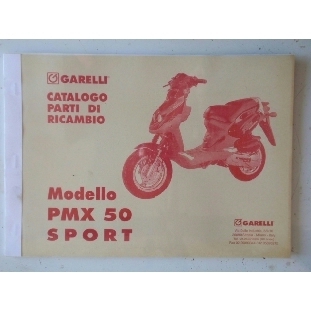 GARELLI
CATALOGO
PARTI DI
RICAMBIO
Modello
PMX 50
SPORT
GARELLI